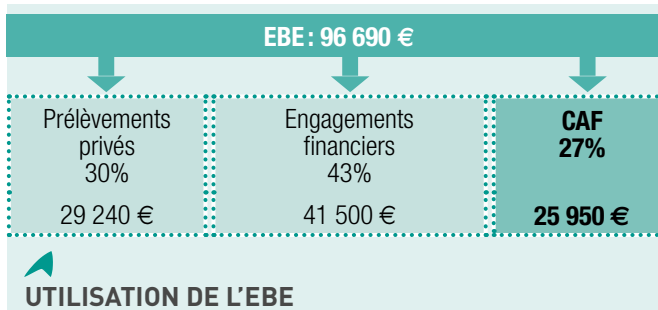 EBE : 96 690 €
Prélèvements
privés
30%
29 240 €
Engagements
financiers
43%
41 500 €
CAF
27%
25 950 €
UTILISATION DE L’EBE